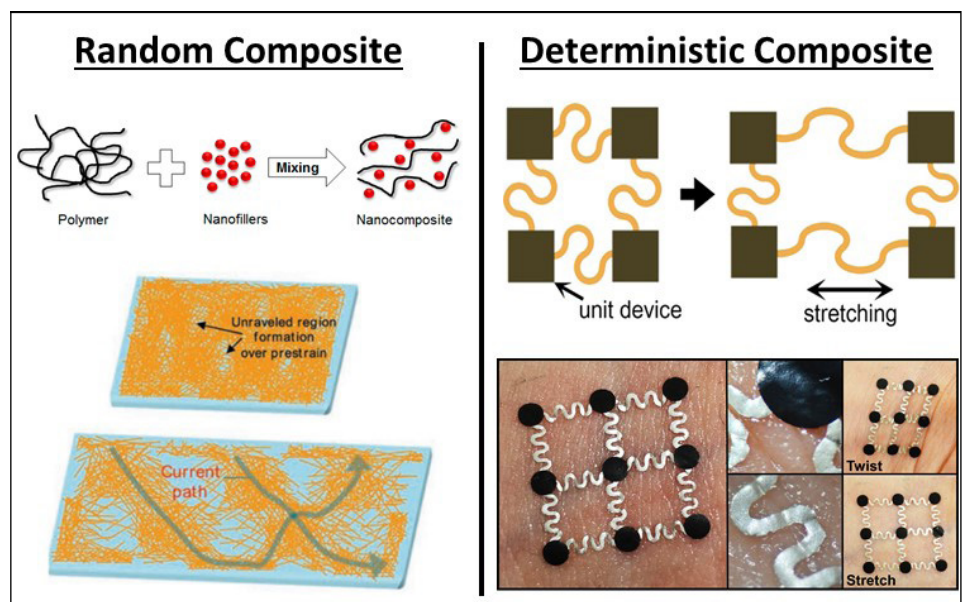 Random Composite
Mixing
Polymer
Nanofillers
Nanocomposite
Unraveled region
formation
over prestrain
Current
path
Deterministic Composite
unit device
stretching
Twist
Stretch